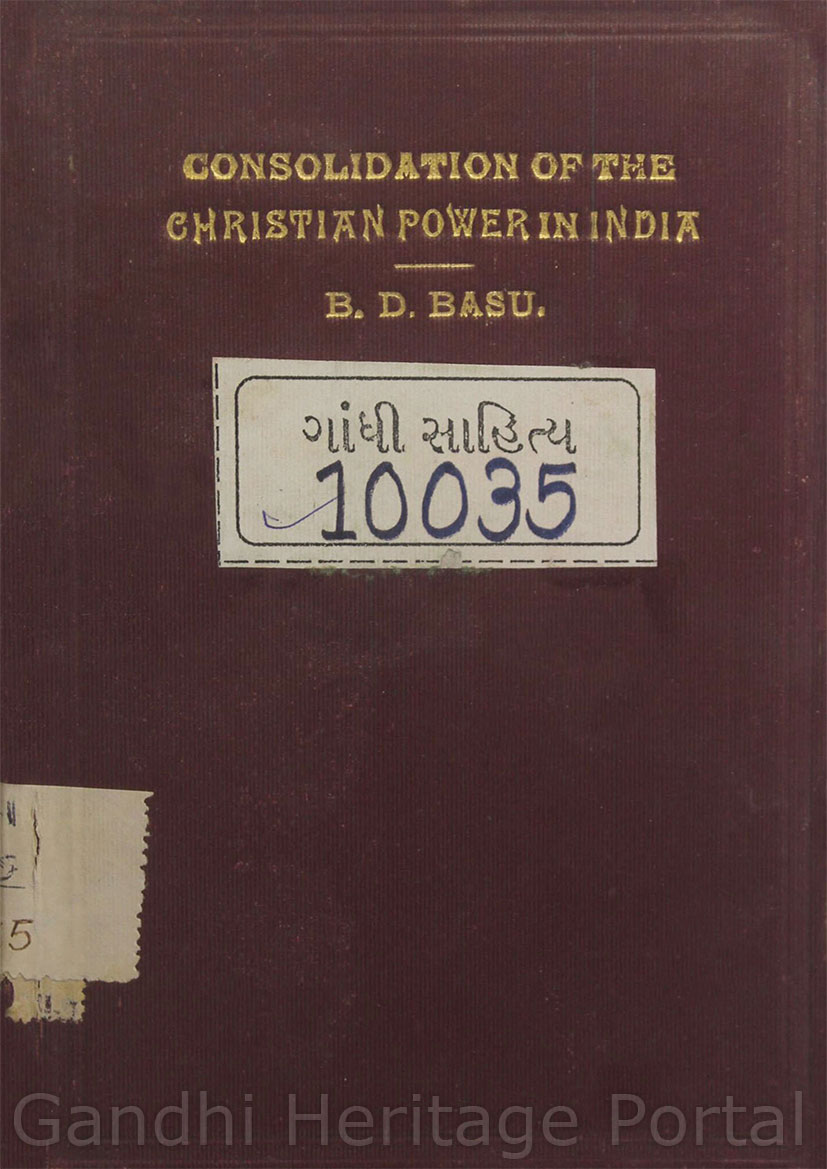 CONSOLIDATION OF THE
CHRISTIAN POWER IN INDIA
B. D. BASU.
ગાંધી સાહિત્ય
10035
5
Gandhi Heritage Portal